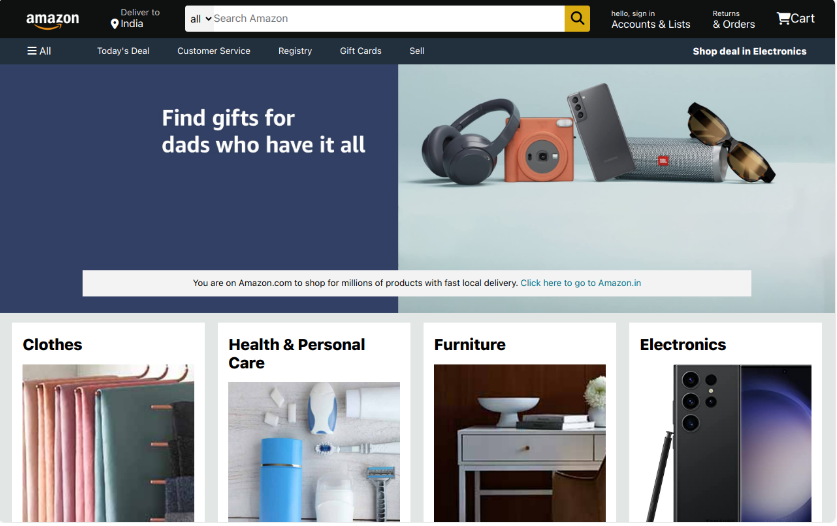 amazon
Deliver to
India
all
Search Amazon
hello, sign in
Accounts & Lists
Returns
& Orders
Cart
All
Today's Deal
Customer Service
Registry
Gift Cards
Sell
Shop deal in Electronics
Find gifts for
dads who have it all
JBL
You are on Amazon.com to shop for millions of products with fast local delivery. Click here to go to Amazon.in
Clothes
Health & Personal
Care
Furniture
Electronics